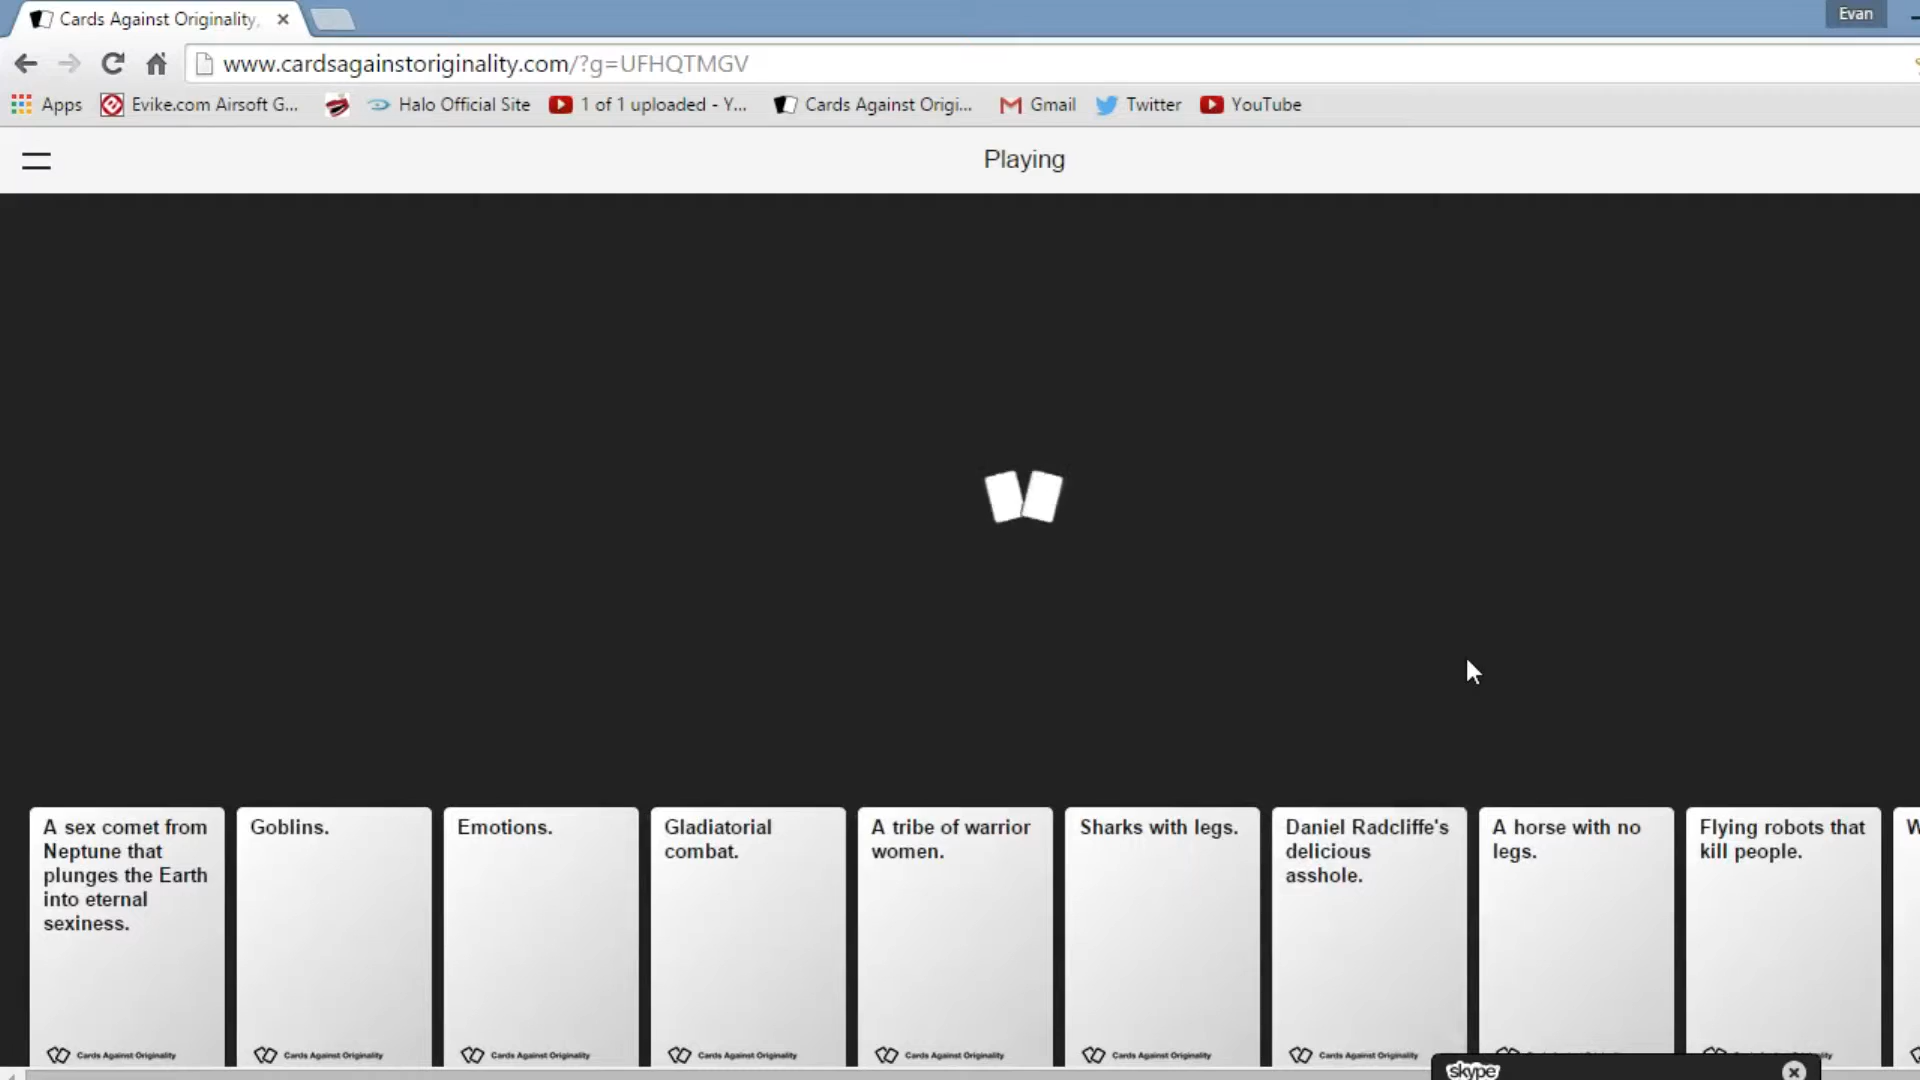 Cards Against Originality,
Evan
www.cardsagainstoriginality.com/?g=UFHQTMGV
Apps
Evike.com Airsoft G...
Halo Official Site
1 of 1 uploaded - Y...
Cards Against Origi...
Gmail
Twitter
YouTube
Playing
A sex comet from
Neptune that
plunges the Earth
into eternal
sexiness.
Cards Against Originality
Goblins.
Cards Against Originality
Emotions.
Cards Against Originality
Gladiatorial
combat.
Cards Against Originality
A tribe of warrior
women.
Cards Against Originality
Sharks with legs.
Cards Against Originality
Daniel Radcliffe's
delicious
asshole.
Cards Against Originality
A horse with no
legs.
Flying robots that
kill people.
W
skype